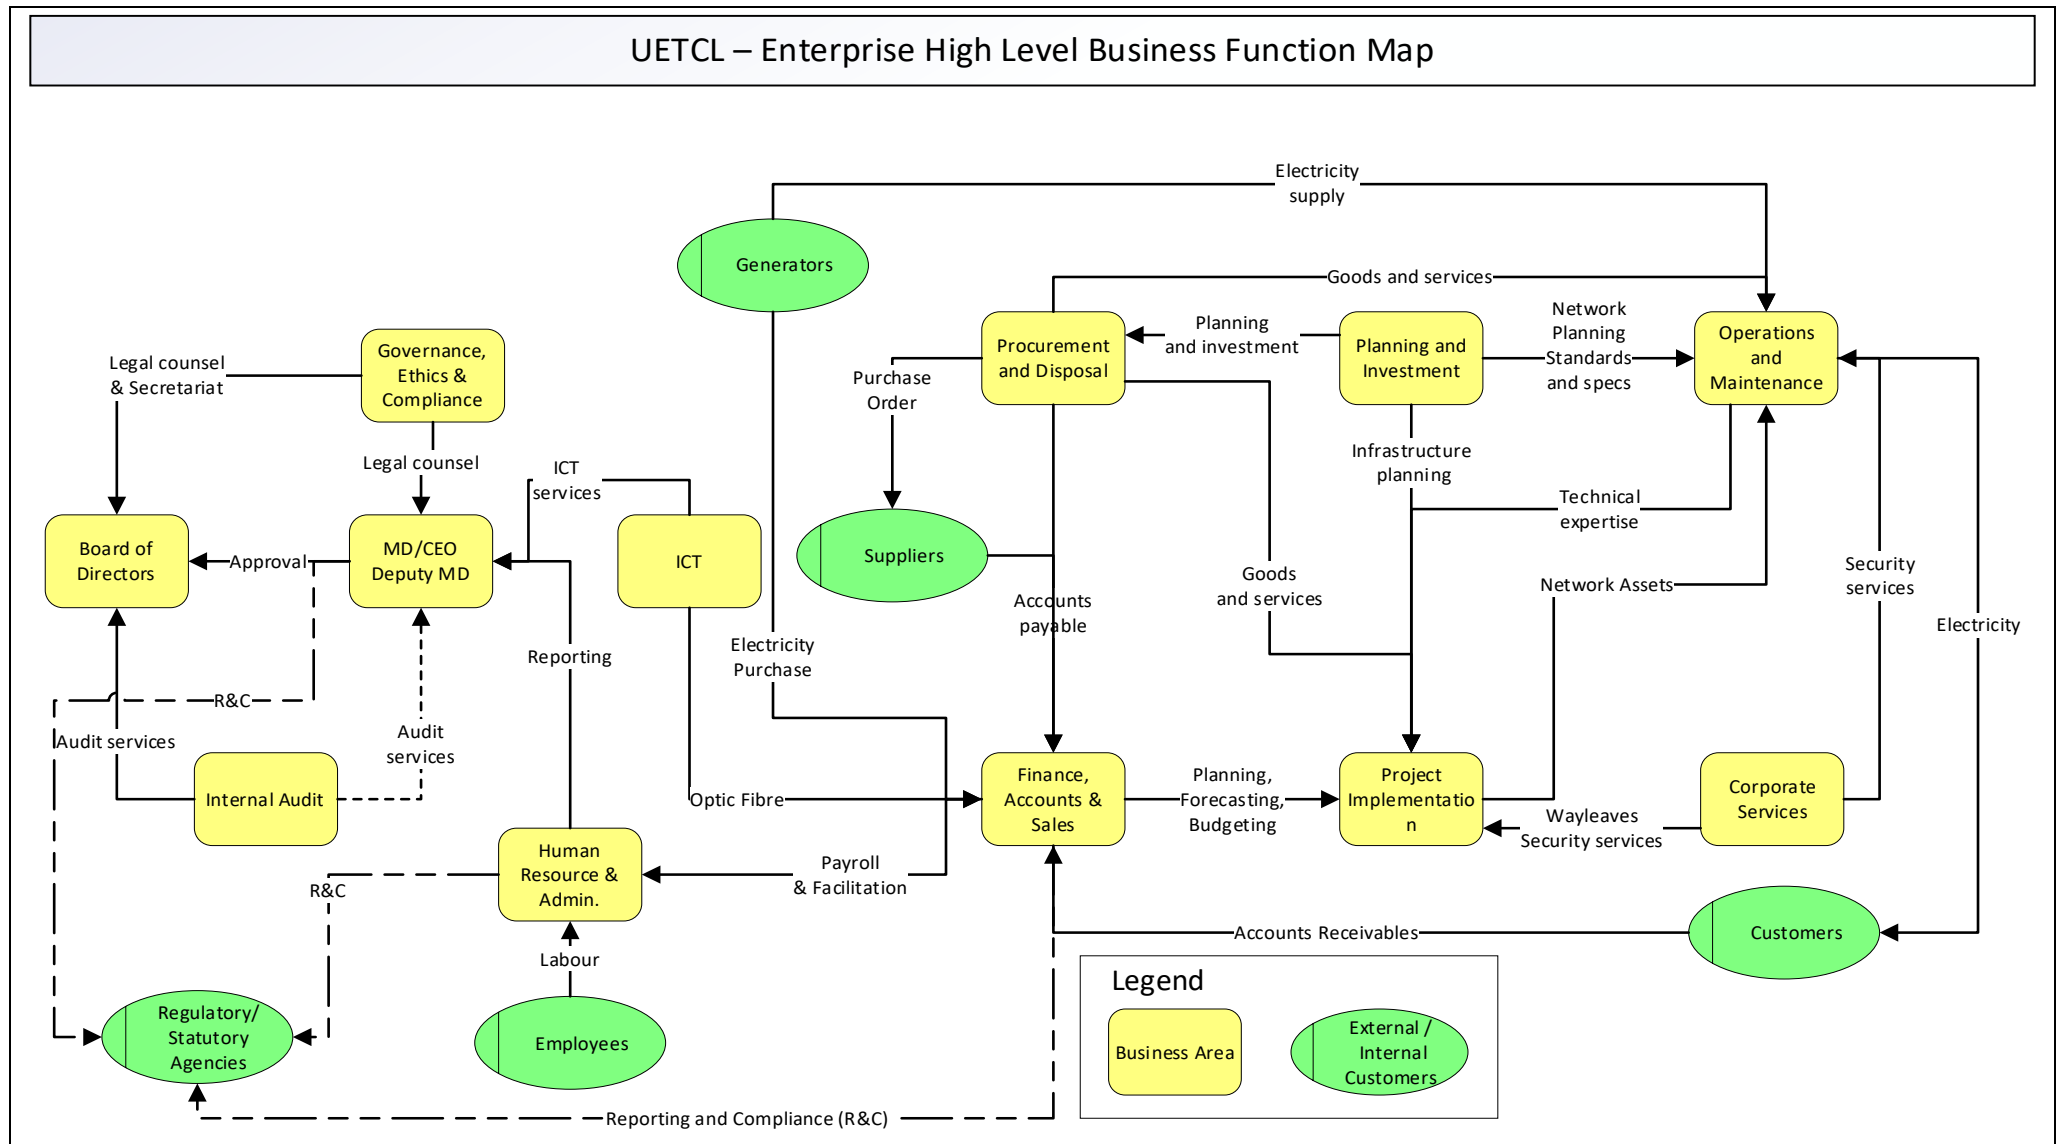 UETCL – Enterprise High Level Business Function Map
Electricity
supply
Generators
Goods and services
Governance,
Ethics &
Compliance
Legal counsel
& Secretariat
Procurement
and Disposal
Planning
and investment
Planning and
Investment
Network
Planning
Standards
and specs
Operations
and
Maintenance
Purchase
Order
Legal counsel
ICT
services
Infrastructure
planning
Technical
expertise
Board of
Directors
Approval
MD/CEO
Deputy MD
ICT
Suppliers
Goods
and services
Network Assets
Security
services
Accounts
payable
Electricity
Purchase
Electricity
Reporting
R&C
Audit services
Audit
services
Internal Audit
Optic Fibre
Finance,
Accounts &
Sales
Planning,
Forecasting,
Budgeting
Project
Implementatio
n
Wayleaves
Security services
Corporate
Services
Human
Resource &
Admin.
Payroll
& Facilitation
R&C
Labour
Accounts Receivables
Customers
Regulatory/
Statutory
Agencies
Employees
Legend
Business Area
External /
Internal
Customers
Reporting and Compliance (R&C)